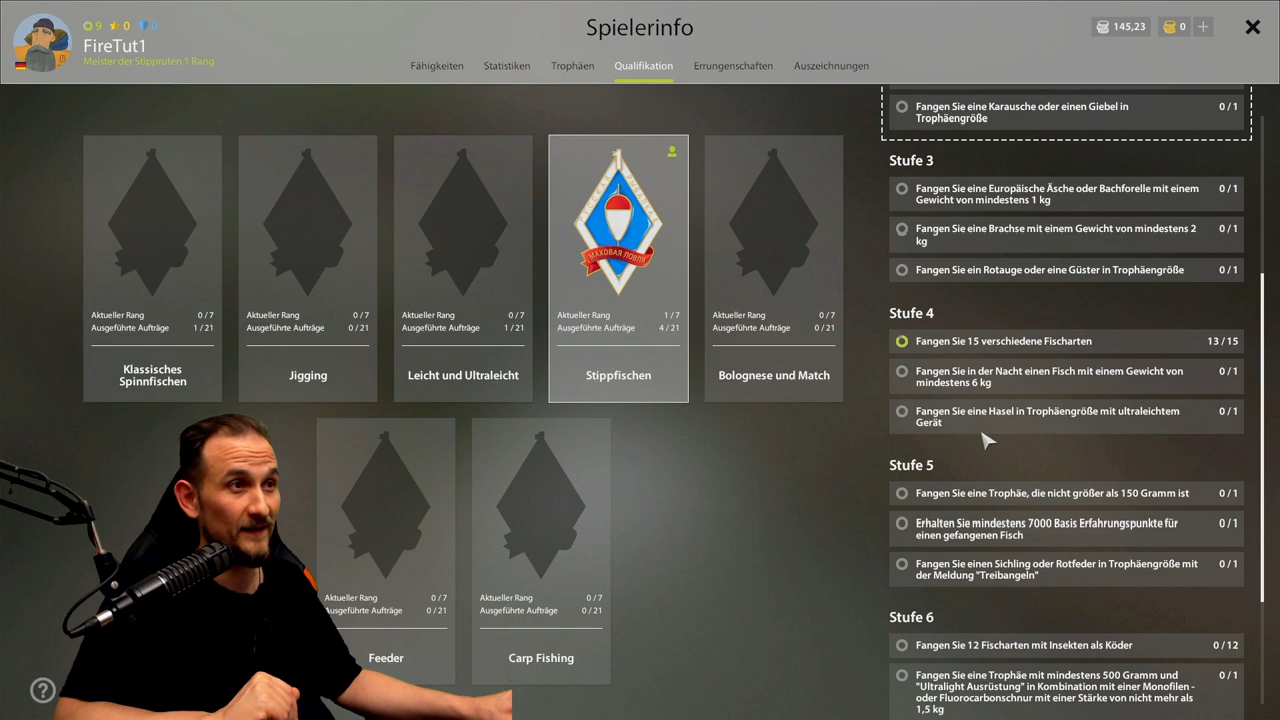 9 0 0
FireTut1
Meister der Stippruten 1 Rang
Spielerinfo
145,23
0
Fähigkeiten Statistiken Trophäen Qualifikation Errungenschaften Auszeichnungen
1
МАХОВАЯ ЛОВЛЯ
Aktueller Rang 0 / 7
Ausgeführte Aufträge 1 / 21
Klassisches
Spinnfischen
Aktueller Rang 0 / 7
Ausgeführte Aufträge 0 / 21
Jigging
Aktueller Rang 0 / 7
Ausgeführte Aufträge 1 / 21
Leicht und Ultraleicht
Aktueller Rang 1 / 7
Ausgeführte Aufträge 4 / 21
Stippfischen
Aktueller Rang 0 / 7
Ausgeführte Aufträge 0 / 21
Bolognese und Match
Aktueller Rang 0 / 7
Ausgeführte Aufträge 0 / 21
Feeder
Aktueller Rang 0 / 7
Ausgeführte Aufträge 0 / 21
Carp Fishing
Fangen Sie eine Karausche oder einen Giebel in 0 / 1
Trophäengröße
Stufe 3
Fangen Sie eine Europäische Äsche oder Bachforelle mit einem 0 / 1
Gewicht von mindestens 1 kg
Fangen Sie eine Brachse mit einem Gewicht von mindestens 2 0 / 1
kg
Fangen Sie ein Rotauge oder eine Güster in Trophäengröße 0 / 1
Stufe 4
Fangen Sie 15 verschiedene Fischarten 13 / 15
Fangen Sie in der Nacht einen Fisch mit einem Gewicht von 0 / 1
mindestens 6 kg
Fangen Sie eine Hasel in Trophäengröße mit ultraleichtem 0 / 1
Gerät
Stufe 5
Fangen Sie eine Trophäe, die nicht größer als 150 Gramm ist 0 / 1
Erhalten Sie mindestens 7000 Basis Erfahrungspunkte für 0 / 1
einen gefangenen Fisch
Fangen Sie einen Sichling oder Rotfeder in Trophäengröße mit 0 / 1
der Meldung "Treibangeln"
Stufe 6
Fangen Sie 12 Fischarten mit Insekten als Köder 0 / 12
Fangen Sie eine Trophäe mit mindestens 500 Gramm und 0 / 1
"Ultralight Ausrüstung" in Kombination mit einer Monofilen -
oder Fluorocarbonschnur mit einer Stärke von nicht mehr als
1,5 kg
?